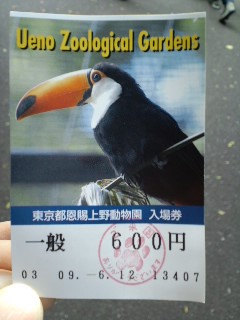 Ueno Zoological Gardens
東京都恩賜上野動物園 入場券
一般 600円
03 09.-6.12 13407